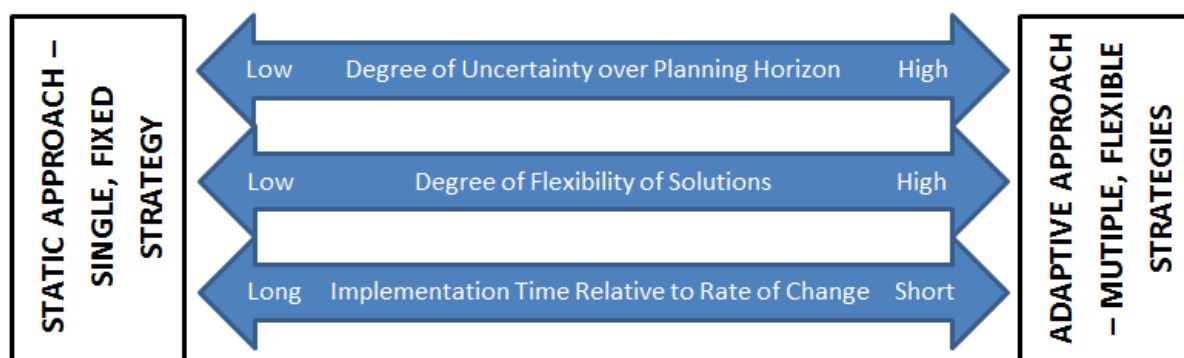 STATIC APPROACH –
SINGLE, FIXED
STRATEGY
Low Degree of Uncertainty over Planning Horizon High
Low Degree of Flexibility of Solutions High
Long Implementation Time Relative to Rate of Change Short
ADAPTIVE APPROACH
– MUTIPLE, FLEXIBLE
STRATEGIES